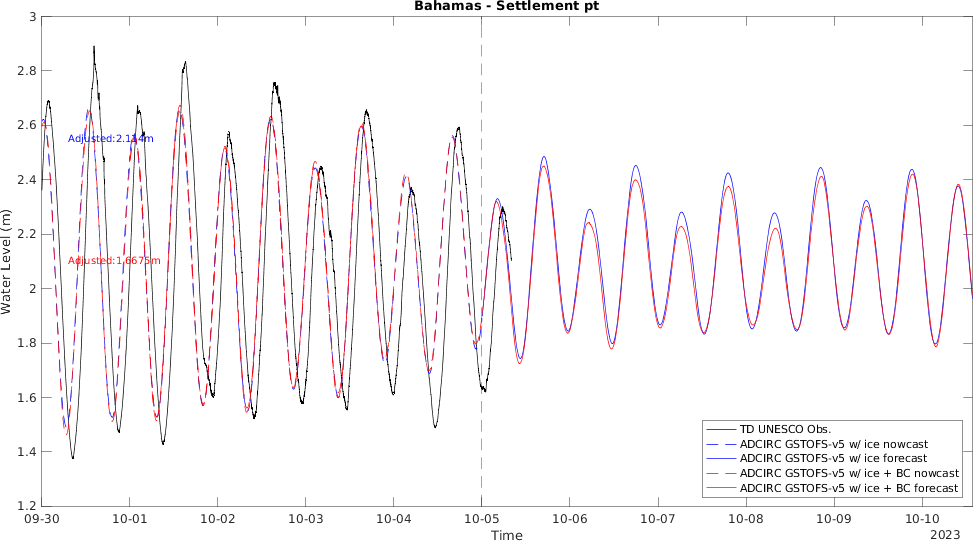 Bahamas - Settlement pt
3
2.8
2.6
2.4
2.2
2
1.8
1.6
1.4
1.2
Water Level (m)
Adjusted:2.114m
Adjusted:1.6675m
TD UNESCO Obs.
ADCIRC GSTOFS-v5 w/ ice nowcast
ADCIRC GSTOFS-v5 w/ ice forecast
ADCIRC GSTOFS-v5 w/ ice + BC nowcast
ADCIRC GSTOFS-v5 w/ ice + BC forecast
09-30 10-01 10-02 10-03 10-04 10-05 10-06 10-07 10-08 10-09 10-10
Time
2023